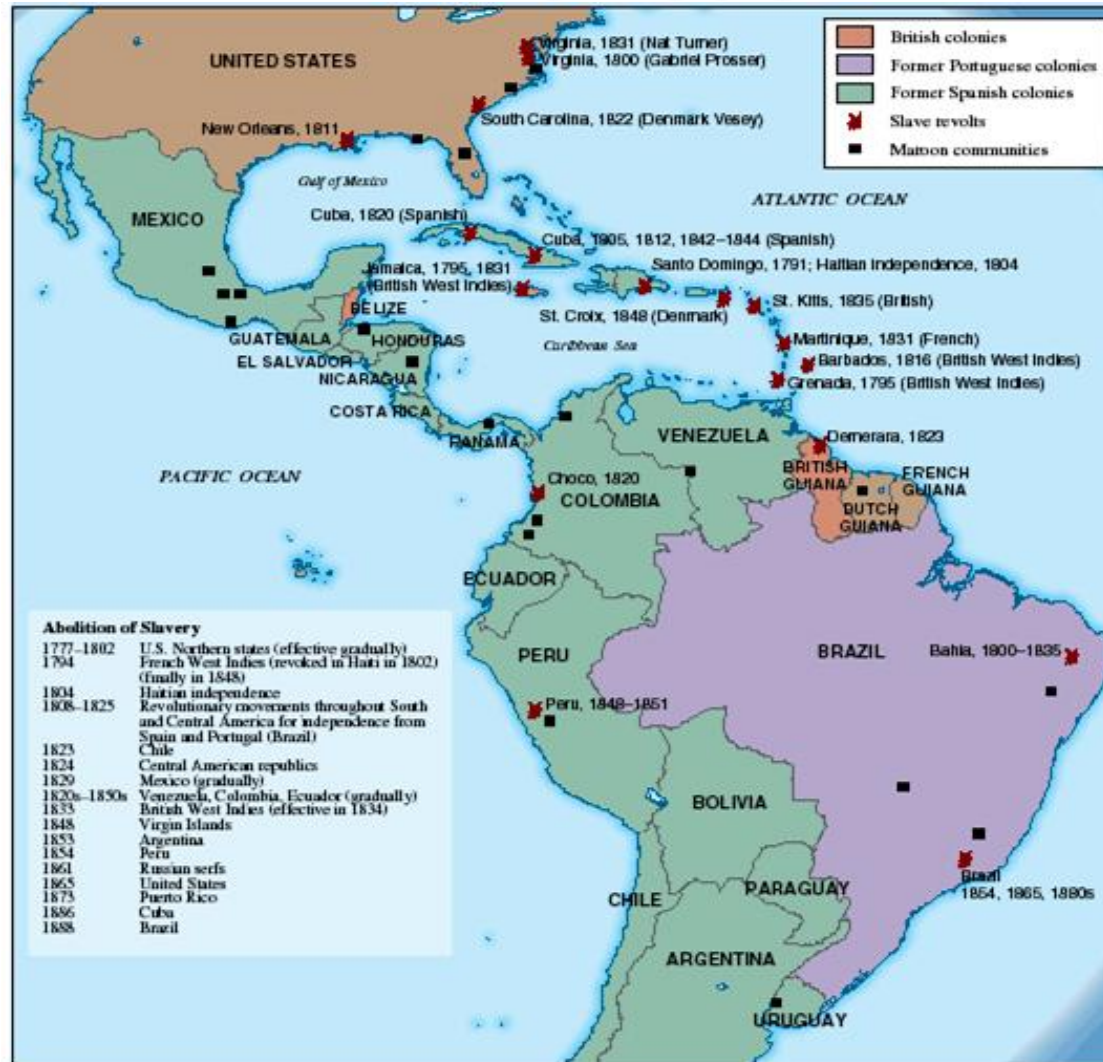 British colonies
Former Portuguese colonies
Former Spanish colonies
Slave revolts
Maroon communities
UNITED STATES
Virginia, 1831 (Nat Turner)
Virginia, 1800 (Gabriel Prosser)
South Carolina, 1822 (Denmark Vesey)
New Orleans, 1811
Gulf of Mexico
ATLANTIC OCEAN
MEXICO
Cuba, 1820 (Spanish)
Cuba, 1805, 1812, 1842–1844 (Spanish)
Santo Domingo, 1791; Haitian Independence, 1804
Jamaica, 1795, 1831
(British West Indies)
St. Croix, 1848 (Denmark)
St. Kitts, 1835 (British)
BELIZE
GUATEMALA
HONDURAS
EL SALVADOR
NICARAGUA
Caribbean Sea
Martinique, 1831 (French)
Barbados, 1816 (British West Indies)
Grenada, 1795 (British West Indies)
COSTA RICA
PANAMA
VENEZUELA
Demerara, 1823
BRITISH
GUIANA
FRENCH
GUIANA
DUTCH
GUIANA
PACIFIC OCEAN
Choco, 1820
COLOMBIA
ECUADOR
PERU
BRAZIL
Bahia, 1800–1835
Peru, 1848–1851
BOLIVIA
PARAGUAY
Brazil
1854, 1865, 1880s
CHILE
ARGENTINA
URUGUAY
Abolition of Slavery
1777–1802 U.S. Northern states (effective gradually)
1794 French West Indies (revoked in Haiti in 1802)
(finally in 1848)
1804 Haitian independence
1808–1825 Revolutionary movements throughout South
and Central America for independence from
Spain and Portugal (Brazil)
1823 Chile
1824 Central American republics
1829 Mexico (gradually)
1820s–1850s Venezuela, Colombia, Ecuador (gradually)
1833 British West Indies (effective in 1834)
1848 Virgin Islands
1853 Argentina
1854 Peru
1861 Russian serfs
1865 United States
1873 Puerto Rico
1886 Cuba
1888 Brazil